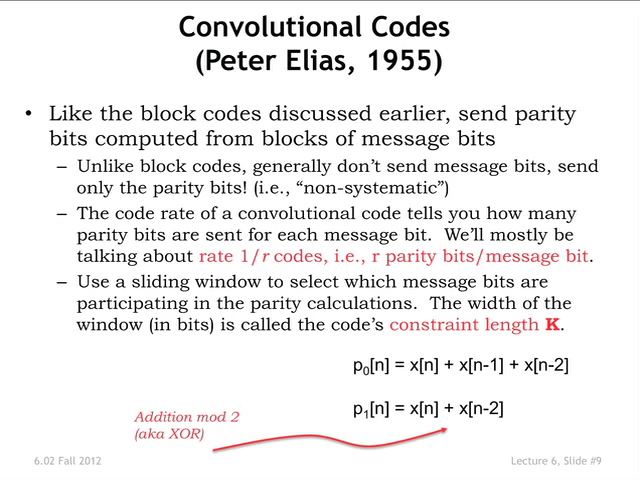 Convolutional Codes
(Peter Elias, 1955)
• Like the block codes discussed earlier, send parity
bits computed from blocks of message bits
– Unlike block codes, generally don’t send message bits, send
only the parity bits! (i.e., “non-systematic”)
– The code rate of a convolutional code tells you how many
parity bits are sent for each message bit.  We’ll mostly be
talking about rate 1/r codes, i.e., r parity bits/message bit.
– Use a sliding window to select which message bits are
participating in the parity calculations.  The width of the
window (in bits) is called the code’s constraint length K.
p₀[n] = x[n] + x[n-1] + x[n-2]
p₁[n] = x[n] + x[n-2]
Addition mod 2
(aka XOR)
6.02 Fall 2012
Lecture 6, Slide #9